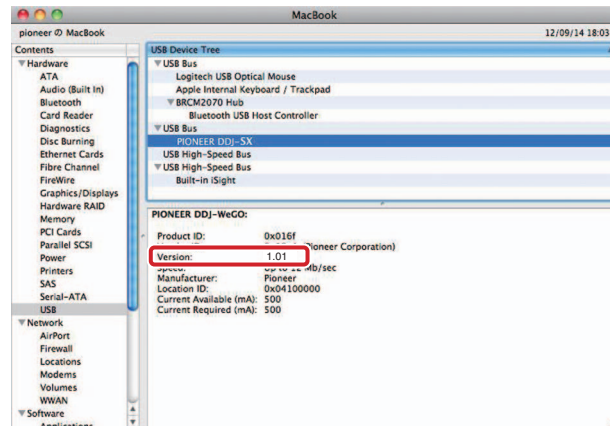 MacBook
pioneer の MacBook
12/09/14 18:03
Contents
Hardware
ATA
Audio (Built In)
Bluetooth
Card Reader
Diagnostics
Disc Burning
Ethernet Cards
Fibre Channel
FireWire
Graphics/Displays
Hardware RAID
Memory
PCI Cards
Parallel SCSI
Power
Printers
SAS
Serial-ATA
USB
Network
AirPort
Firewall
Locations
Modems
Volumes
WWAN
Software
USB Device Tree
USB Bus
Logitech USB Optical Mouse
Apple Internal Keyboard / Trackpad
BRCM2070 Hub
Bluetooth USB Host Controller
USB Bus
PIONEER DDJ-SX
USB High-Speed Bus
USB High-Speed Bus
Built-in iSight
PIONEER DDJ-WeGO:
Product ID: 0x016f
(Pioneer Corporation)
Version: 1.01
Speed: Up to 12 Mb/sec
Manufacturer: Pioneer
Location ID: 0x04100000
Current Available (mA): 500
Current Required (mA): 500